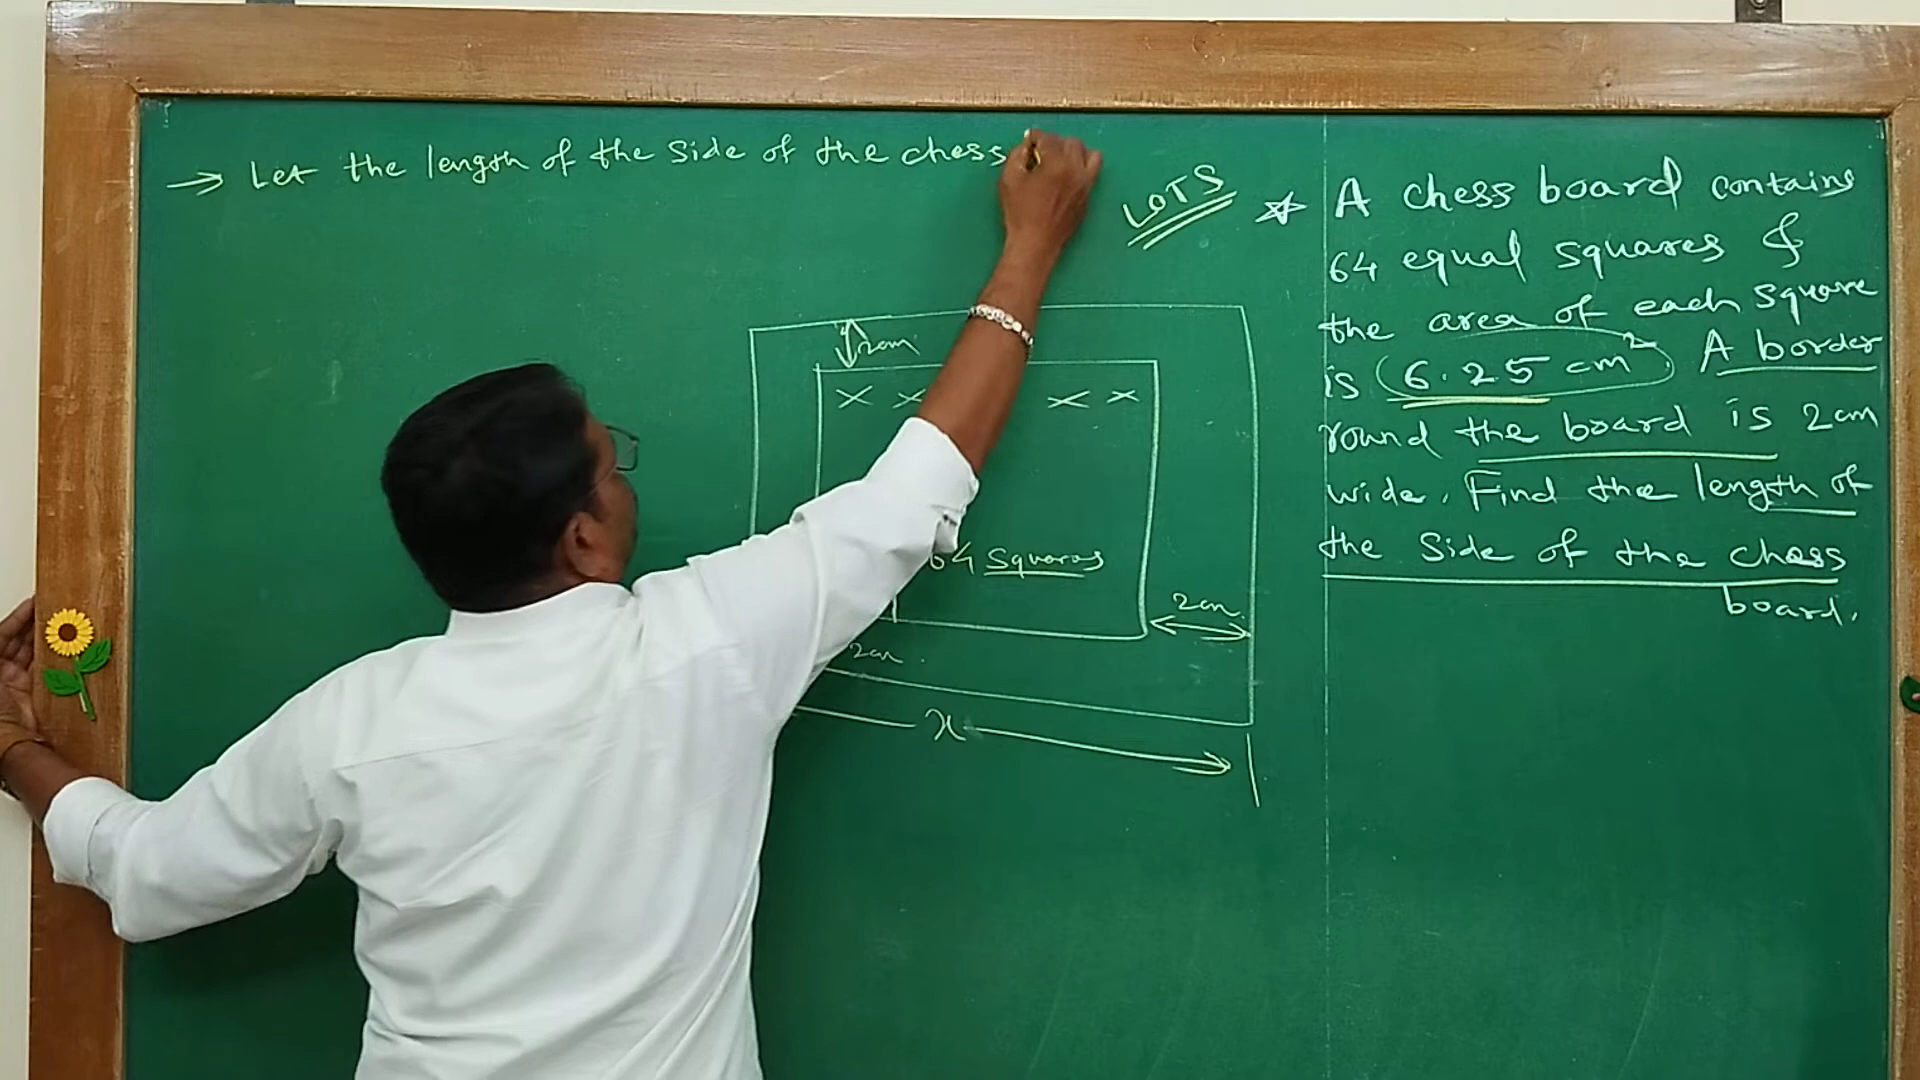 → Let the length of the side of the chess
LOTS
☆ A chess board contains
64 equal squares &
the area of each square
is (6.25 cm²) A border
round the board is 2cm
wide. Find the length of
the side of the chess
board.
2cm
× × × ×
64 squares
2cm.
2cm.
x